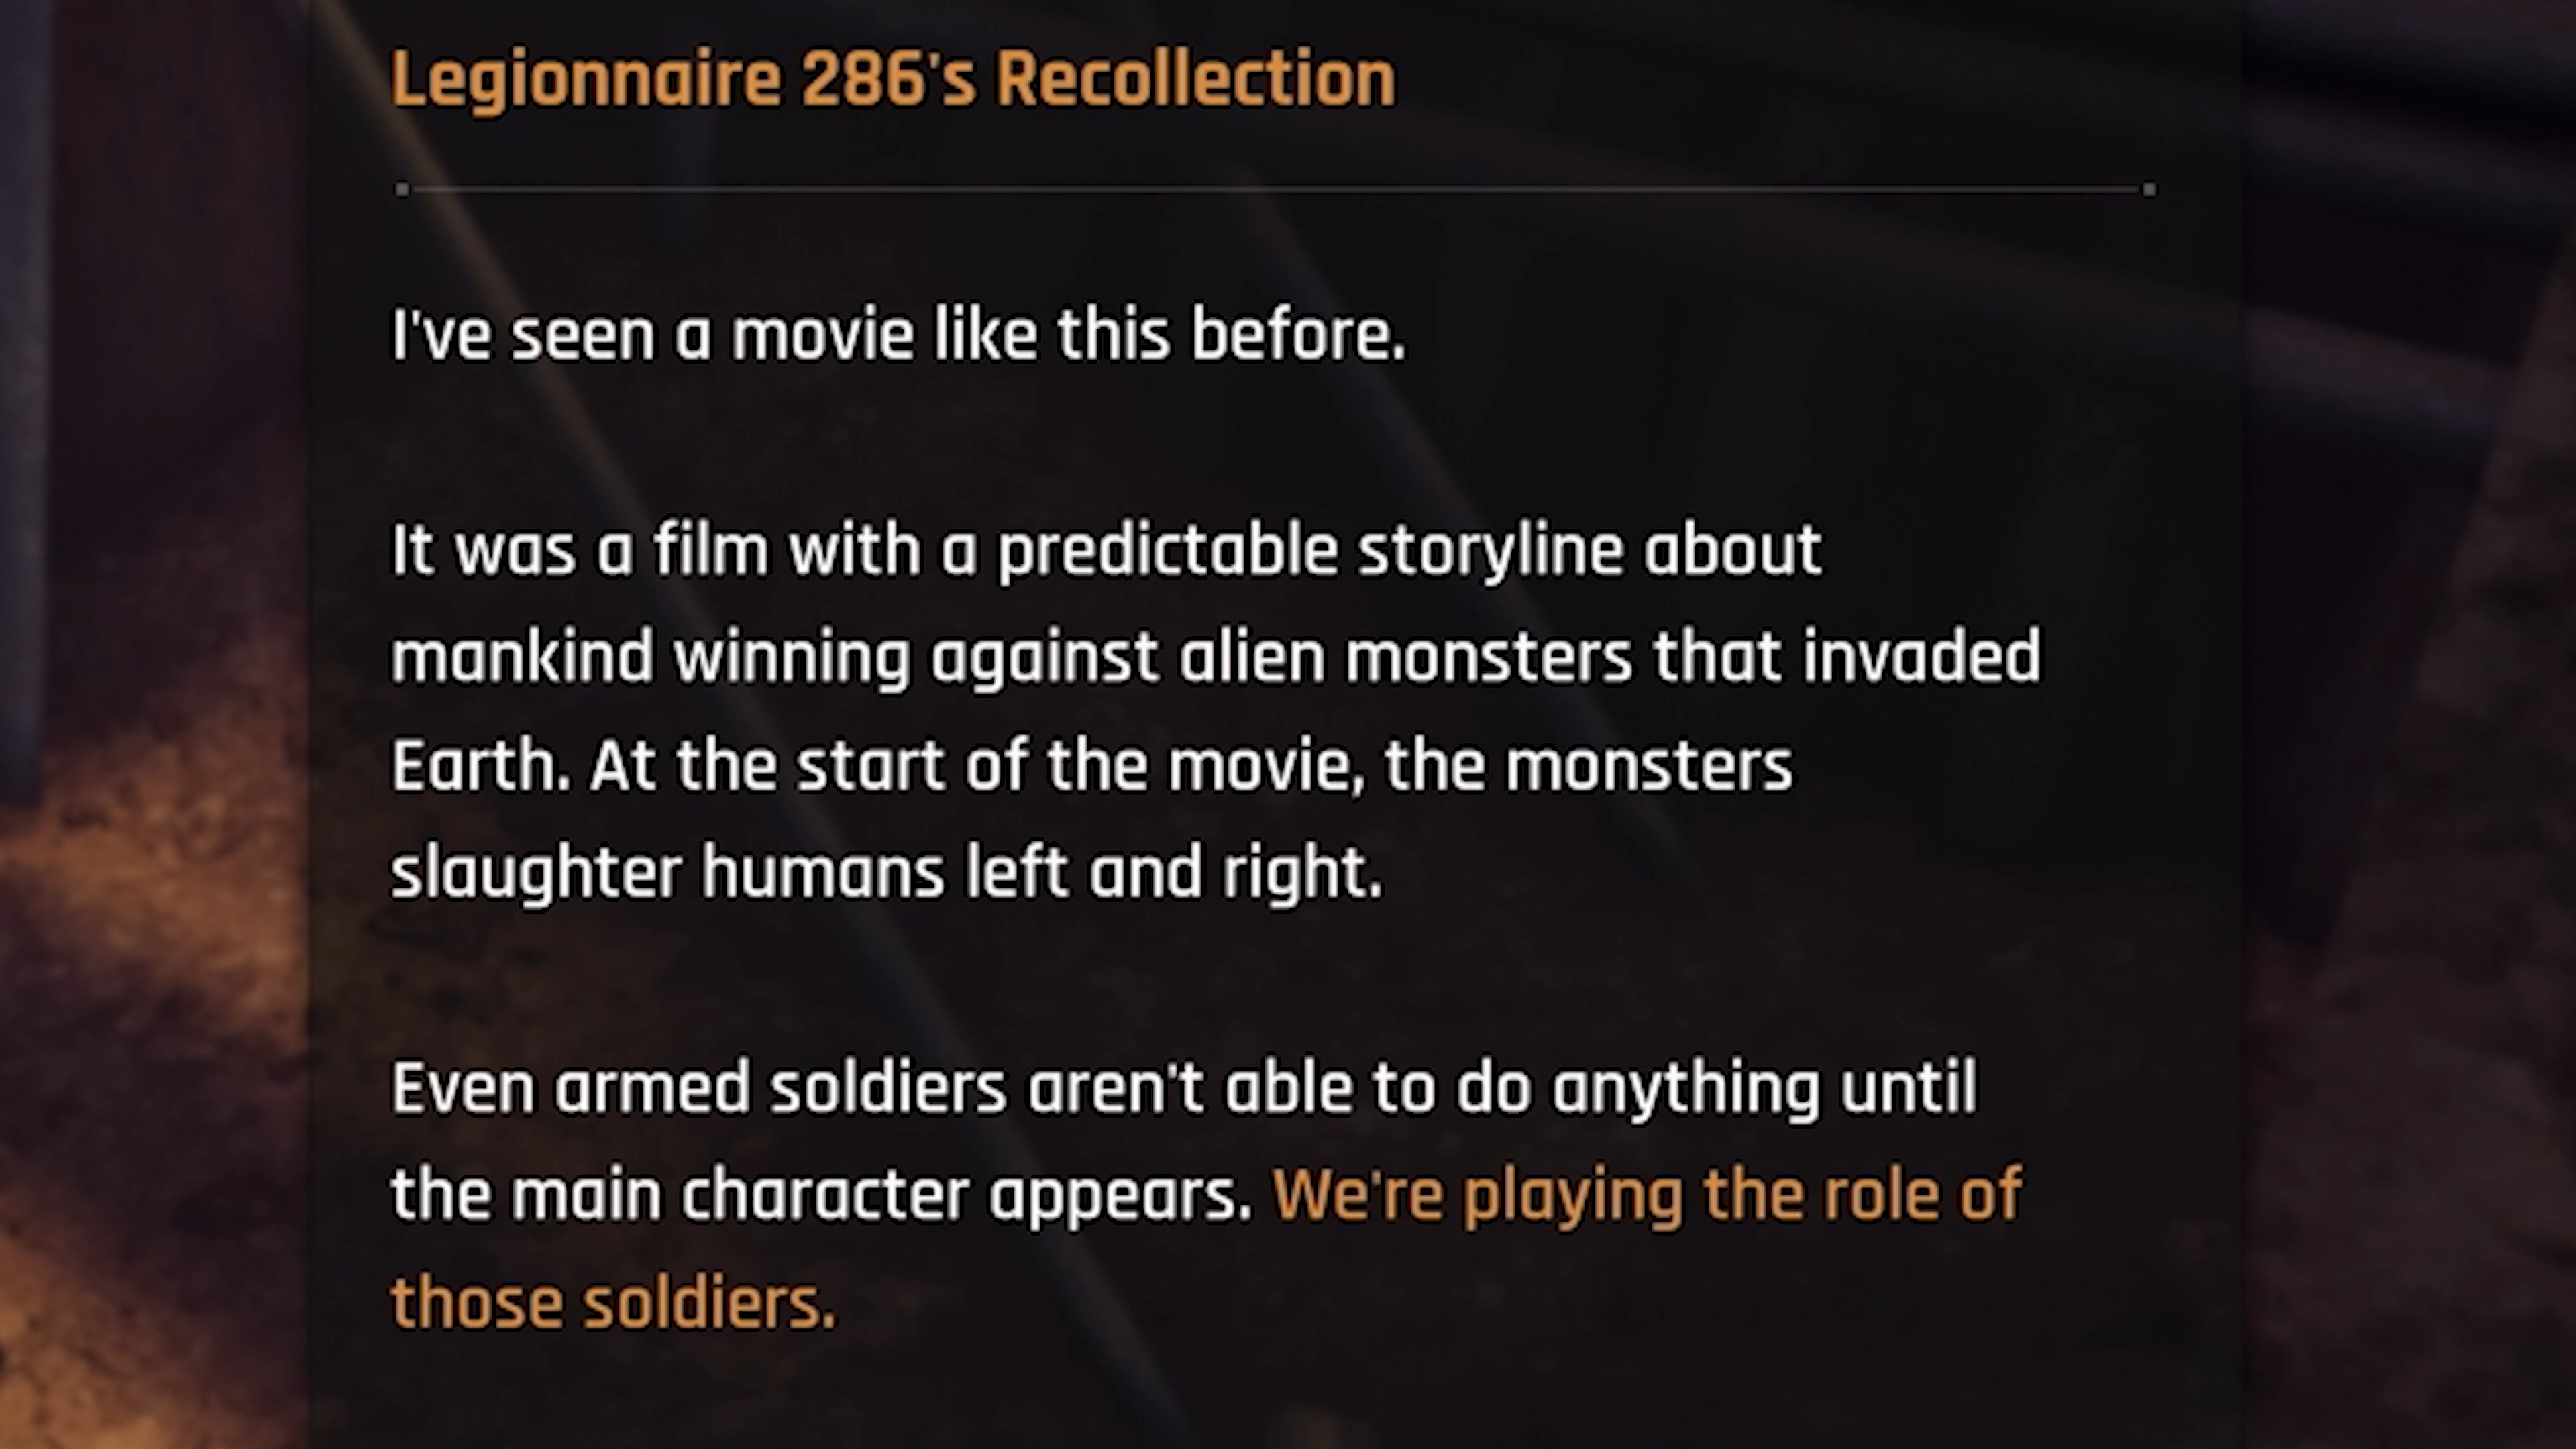 Legionnaire 286's Recollection
I've seen a movie like this before.
It was a film with a predictable storyline about
mankind winning against alien monsters that invaded
Earth. At the start of the movie, the monsters
slaughter humans left and right.
Even armed soldiers aren't able to do anything until
the main character appears. We're playing the role of
those soldiers.